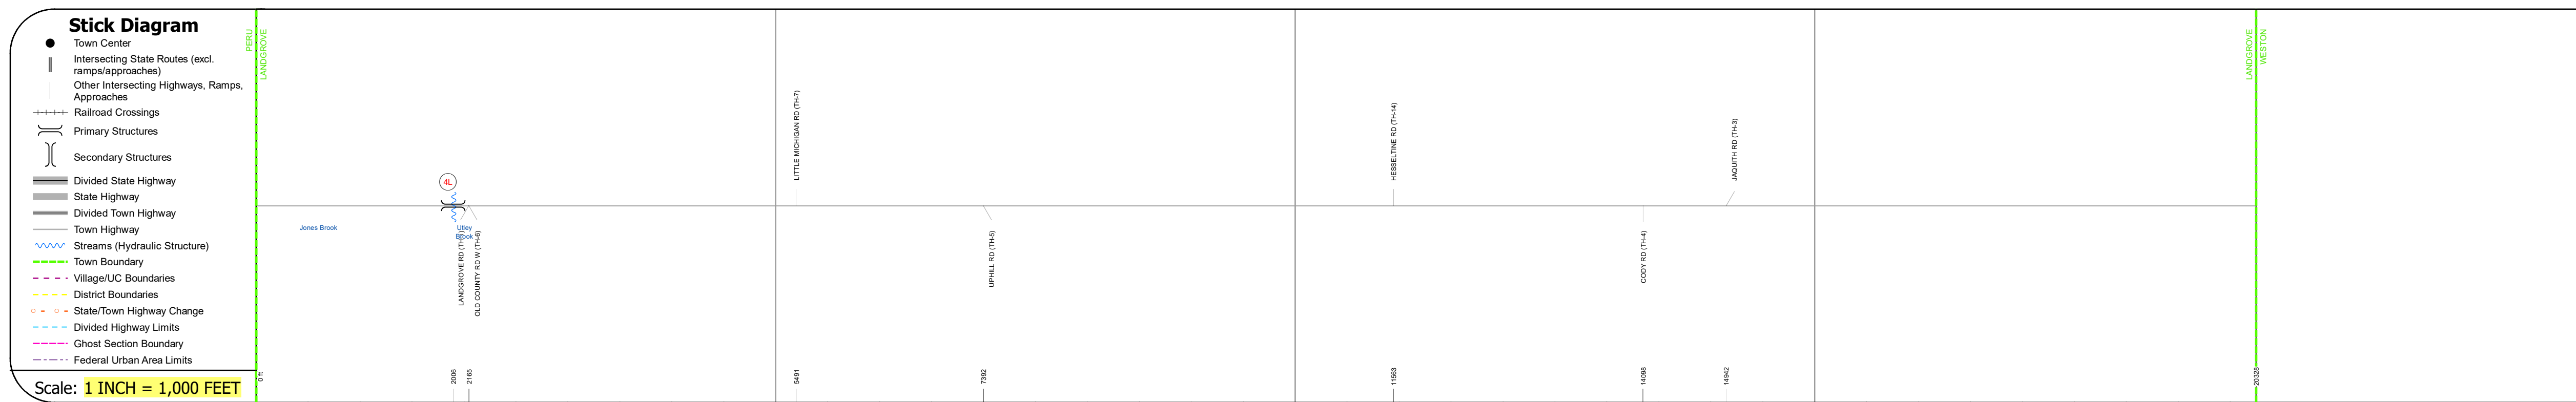 Stick Diagram
Town Center
Intersecting State Routes (excl.
ramps/approaches)
Other Intersecting Highways, Ramps,
Approaches
Railroad Crossings
Primary Structures
Secondary Structures
Divided State Highway
State Highway
Divided Town Highway
Town Highway
Streams (Hydraulic Structure)
Town Boundary
Village/UC Boundaries
District Boundaries
State/Town Highway Change
Divided Highway Limits
Ghost Section Boundary
Federal Urban Area Limits
Scale: 1 INCH = 1,000 FEET
PERU
LANDGROVE
4L
Jones Brook
Utley
Brook
LANDGROVE RD (TH-
OLD COUNTY RD W (TH-6)
LITTLE MICHIGAN RD (TH-7)
UPHILL RD (TH-5)
HESSELTINE RD (TH-14)
CODY RD (TH-4)
JAQUITH RD (TH-3)
LANDGROVE
WESTON
0 ft
2006
2165
5491
7392
11563
14098
14942
20328